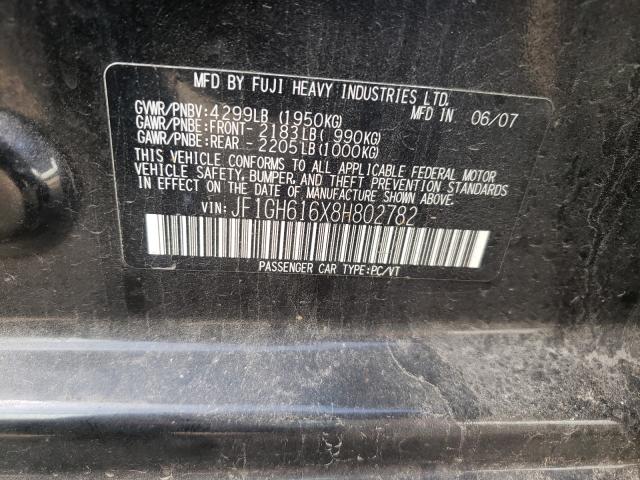 MFD BY FUJI HEAVY INDUSTRIES LTD.
MFD IN 06/07
GVWR/PNBV:4299LB (1950KG)
GAWR/PNBE:FRONT- 2183LB( 990KG)
GAWR/PNBE:REAR - 2205LB(1000KG)
THIS VEHICLE CONFORMS TO ALL APPLICABLE FEDERAL MOTOR
VEHICLE SAFETY, BUMPER, AND THEFT PREVENTION STANDARDS
IN EFFECT ON THE DATE OF MANUFACTURE SHOWN ABOVE.
VIN: JF1GH616X8H802782
PASSENGER CAR TYPE:PC/VT